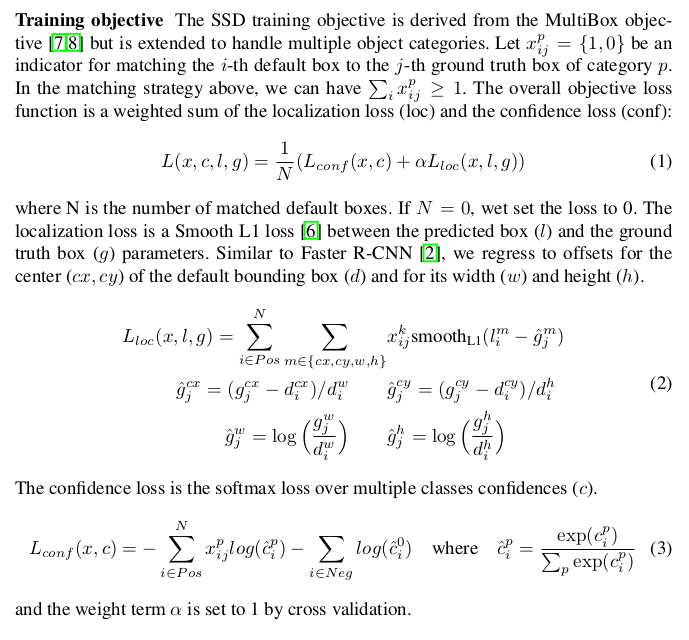 Training objective The SSD training objective is derived from the MultiBox objec-
tive [7,8] but is extended to handle multiple object categories. Let $x_{ij}^{p} = \{1,0\}$ be an
indicator for matching the $i$-th default box to the $j$-th ground truth box of category $p$.
In the matching strategy above, we can have $\sum_i x_{ij}^{p} \geq 1$. The overall objective loss
function is a weighted sum of the localization loss (loc) and the confidence loss (conf):
$L(x, c, l, g) = \frac{1}{N}(L_{conf}(x, c) + \alpha L_{loc}(x, l, g))$ (1)
where N is the number of matched default boxes. If $N = 0$, wet set the loss to 0. The
localization loss is a Smooth L1 loss [6] between the predicted box ($l$) and the ground
truth box ($g$) parameters. Similar to Faster R-CNN [2], we regress to offsets for the
center ($cx, cy$) of the default bounding box ($d$) and for its width ($w$) and height ($h$).
$L_{loc}(x, l, g) = \sum_{i \in Pos}^{N} \sum_{m \in \{cx, cy, w, h\}} x_{ij}^{k} \text{smooth}_{\text{L1}}(l_i^m - \hat{g}_j^m)$
$\hat{g}_j^{cx} = (g_j^{cx} - d_i^{cx})/d_i^w \quad \hat{g}_j^{cy} = (g_j^{cy} - d_i^{cy})/d_i^h$ (2)
$\hat{g}_j^w = \log\left(\frac{g_j^w}{d_i^w}\right) \quad \hat{g}_j^h = \log\left(\frac{g_j^h}{d_i^h}\right)$
The confidence loss is the softmax loss over multiple classes confidences ($c$).
$L_{conf}(x, c) = -\sum_{i \in Pos}^{N} x_{ij}^{p} log(\hat{c}_i^p) - \sum_{i \in Neg} log(\hat{c}_i^0) \quad \text{where} \quad \hat{c}_i^p = \frac{\exp(c_i^p)}{\sum_p \exp(c_i^p)}$ (3)
and the weight term $\alpha$ is set to 1 by cross validation.